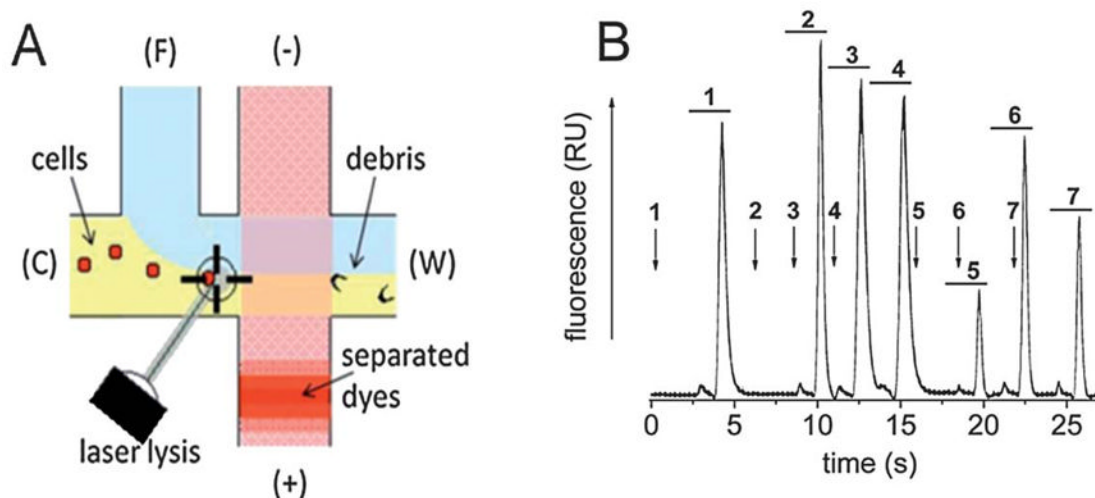 A
(F)
(-)
cells
debris
(C)
(W)
separated
dyes
laser lysis
(+)
B
fluorescence (RU)
1
2
3
4
5
6
7
1
2
3
4
5
6
7
0
5
10
15
20
25
time (s)